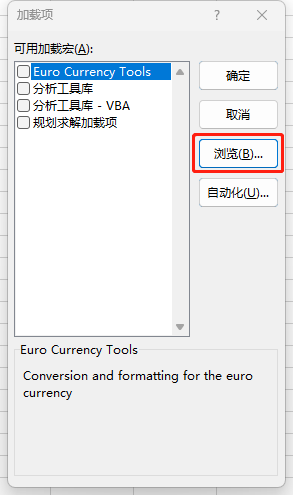 加载项
?
可用加载宏(A):
Euro Currency Tools
分析工具库
分析工具库 - VBA
规划求解加载项
确定
取消
浏览(B)...
自动化(U)...
Euro Currency Tools
Conversion and formatting for the euro
currency